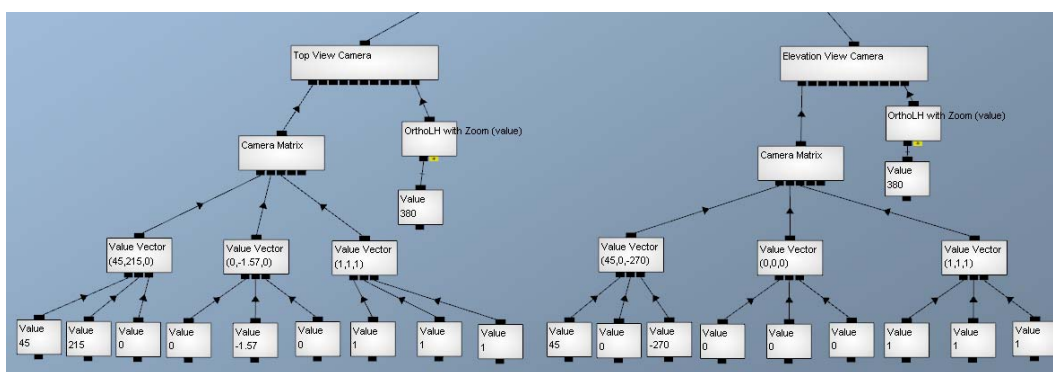 Top View Camera
Elevation View Camera
OrthoLH with Zoom (value)
OrthoLH with Zoom (value)
Camera Matrix
Camera Matrix
Value
380
Value
380
Value Vector
(45,215,0)
Value Vector
(0,-1.57,0)
Value Vector
(1,1,1)
Value Vector
(45,0,-270)
Value Vector
(0,0,0)
Value Vector
(1,1,1)
Value
45
Value
215
Value
0
Value
0
Value
-1.57
Value
0
Value
1
Value
1
Value
1
Value
45
Value
0
Value
-270
Value
0
Value
0
Value
0
Value
1
Value
1
Value
1